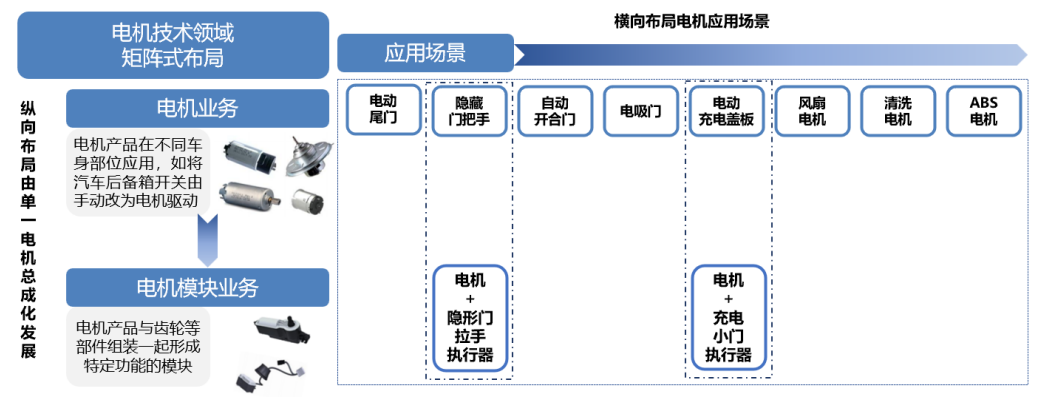 电机技术领域
矩阵式布局
横向布局电机应用场景
应用场景
纵向布局由单一电机总成化发展
电机业务
电机产品在不同车
身部位应用，如将
汽车后备箱开关由
手动改为电机驱动
电机模块业务
电机产品与齿轮等
部件组装一起形成
特定功能的模块
电动
尾门
隐藏
门把手
自动
开合门
电吸门
电动
充电盖板
风扇
电机
清洗
电机
ABS
电机
电机
+
隐形门
拉手
执行器
电机
+
充电
小门
执行器